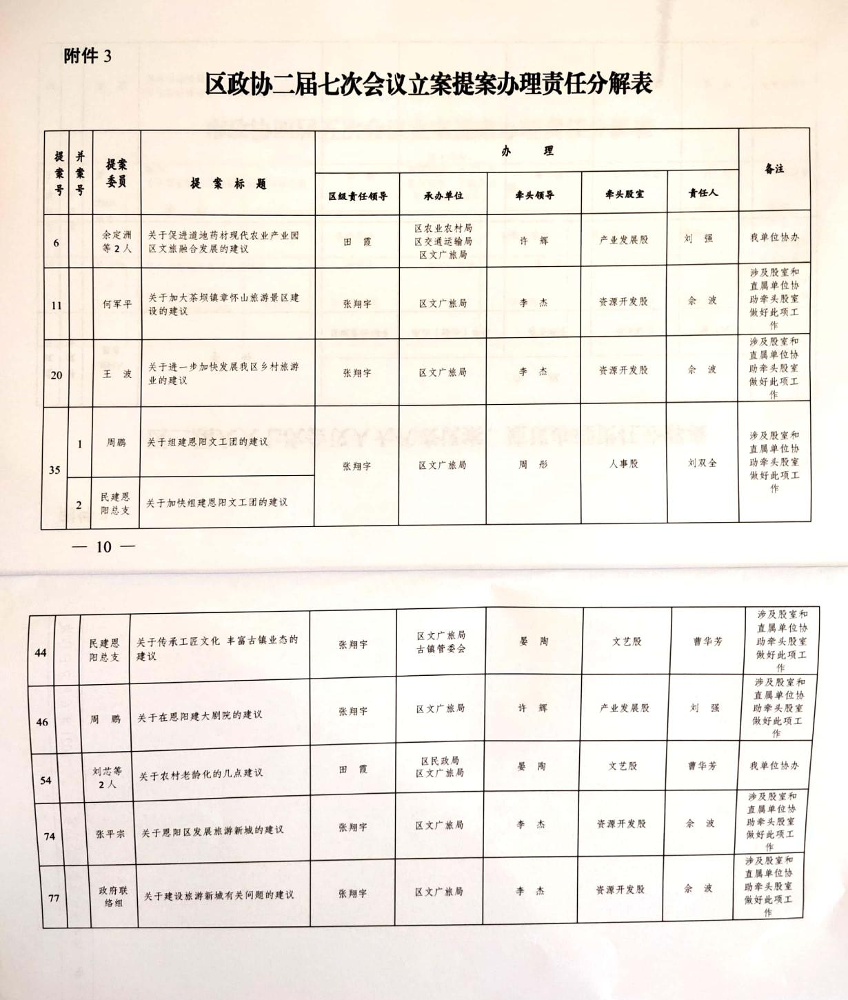 附件 3
区政协二届七次会议立案提案办理责任分解表
提案号
并案号
提案委员
提 案 标 题
办 理
备注
区级责任领导
承办单位
牵头领导
牵头股室
责任人
6
余定洲
等 2 人
关于促进道地药材现代农业产业园
区文旅融合发展的建议
田 霞
区农业农村局
区交通运输局
区文广旅局
许 辉
产业发展股
刘 强
我单位协办
11
何军平
关于加大茶坝镇章怀山旅游景区建
设的建议
张翔宇
区文广旅局
李 杰
资源开发股
佘 波
涉及股室和
直属单位协
助牵头股室
做好此项工
作
20
王 波
关于进一步加快发展我区乡村旅游
业的建议
张翔宇
区文广旅局
李 杰
资源开发股
佘 波
涉及股室和
直属单位协
助牵头股室
做好此项工
作
35
1
周鹏
关于组建恩阳文工团的建议
张翔宇
区文广旅局
周 彤
人事股
刘双全
涉及股室和
直属单位协
助牵头股室
做好此项工
作
2
民建恩
阳总支
关于加快组建恩阳文工团的建议
— 10 —
44
民建恩
阳总支
关于传承工匠文化 丰富古镇业态的
建议
张翔宇
区文广旅局
古镇管委会
晏 陶
文艺股
曹华芳
涉及股室和
直属单位协
助牵头股室
做好此项工
作
46
周 鹏
关于在恩阳建大剧院的建议
张翔宇
区文广旅局
许 辉
产业发展股
刘 强
涉及股室和
直属单位协
助牵头股室
做好此项工
作
54
刘芯等
2 人
关于农村老龄化的几点建议
田 霞
区民政局
区文广旅局
晏 陶
文艺股
曹华芳
我单位协办
74
张平宗
关于恩阳区发展旅游新城的建议
张翔宇
区文广旅局
李 杰
资源开发股
佘 波
涉及股室和
直属单位协
助牵头股室
做好此项工
作
77
政府联
络组
关于建设旅游新城有关问题的建议
张翔宇
区文广旅局
李 杰
资源开发股
佘 波
涉及股室和
直属单位协
助牵头股室
做好此项工
作